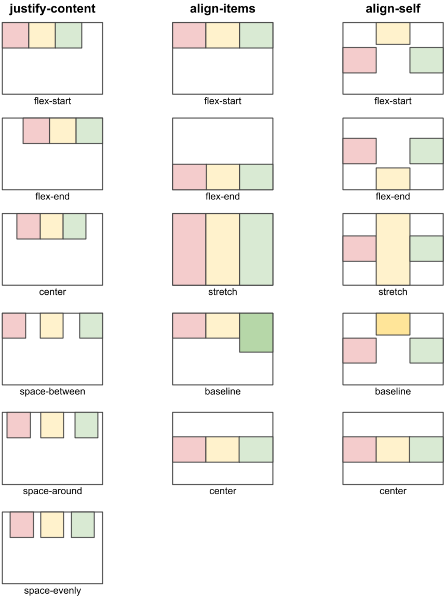 justify-content
align-items
align-self
flex-start
flex-start
flex-start
flex-end
flex-end
flex-end
center
stretch
stretch
space-between
baseline
baseline
space-around
center
center
space-evenly